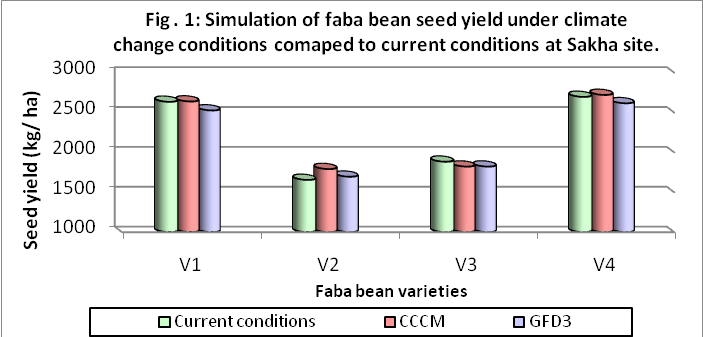 Fig . 1: Simulation of faba bean seed yield under climate
change conditions comaped to current conditions at Sakha site.
3000
2500
2000
1500
1000
Seed yield (kg/ ha)
V1 V2 V3 V4
Faba bean varieties
Current conditions CCCM GFD3